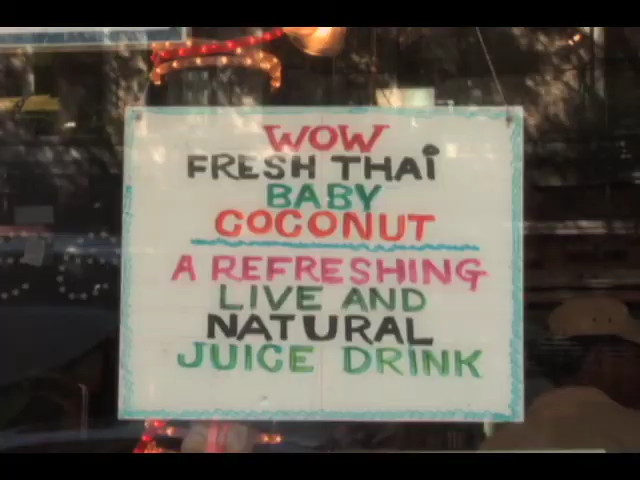 WOW
FRESH THAI
BABY
COCONUT
A REFRESHING
LIVE AND
NATURAL
JUICE DRINK